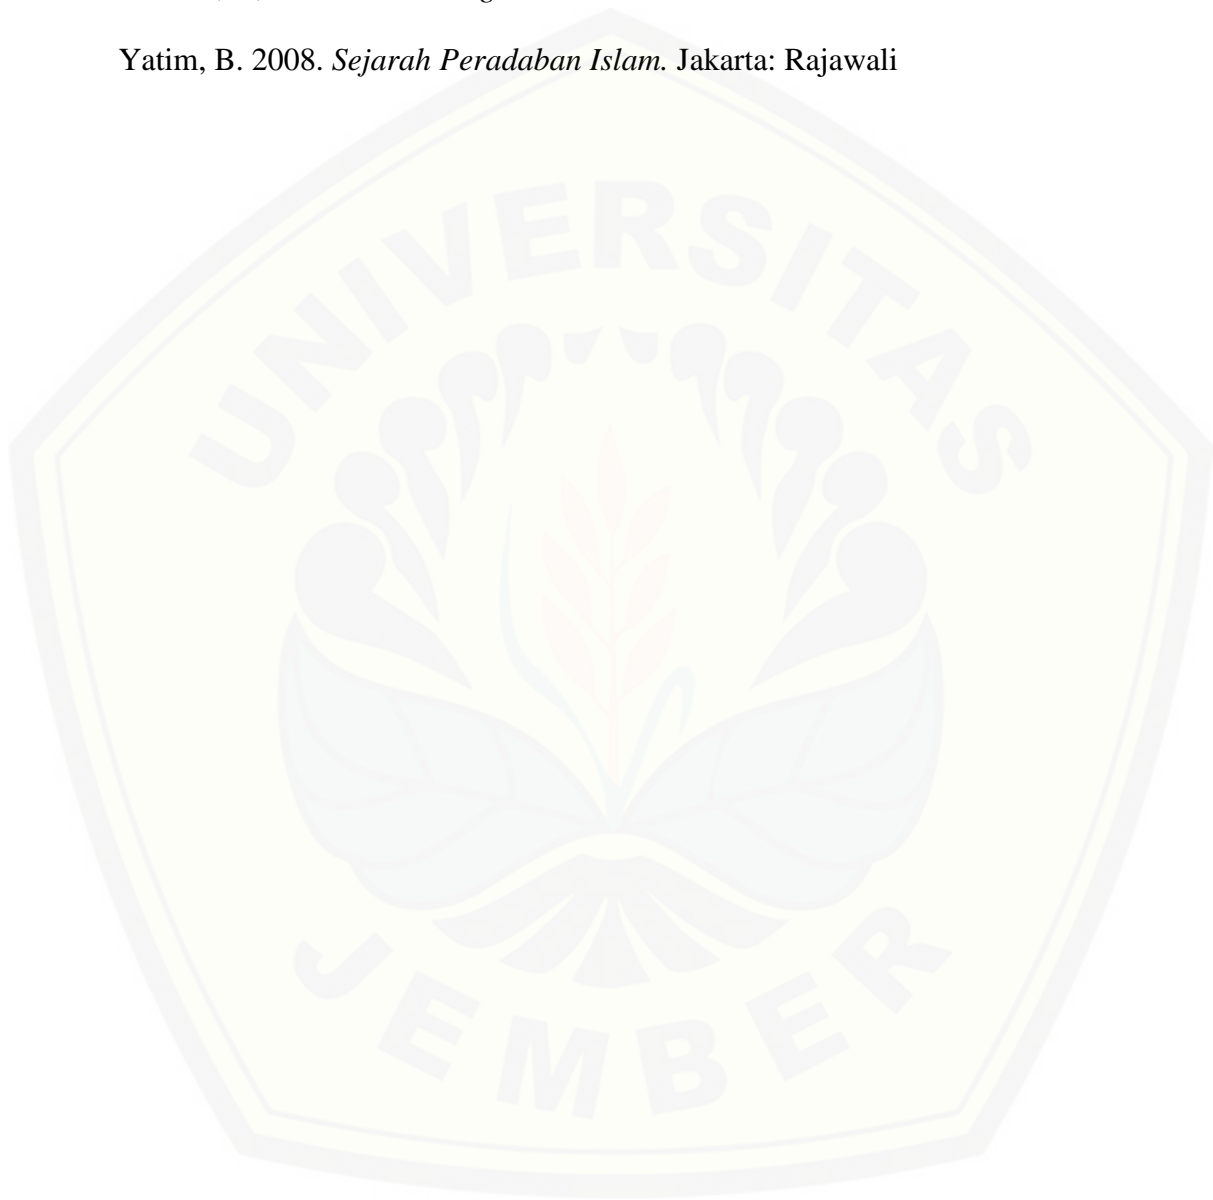 Yatim, B. 2008. Sejarah Peradaban Islam. Jakarta: Rajawali
UNIVERSITAS
JEMBER